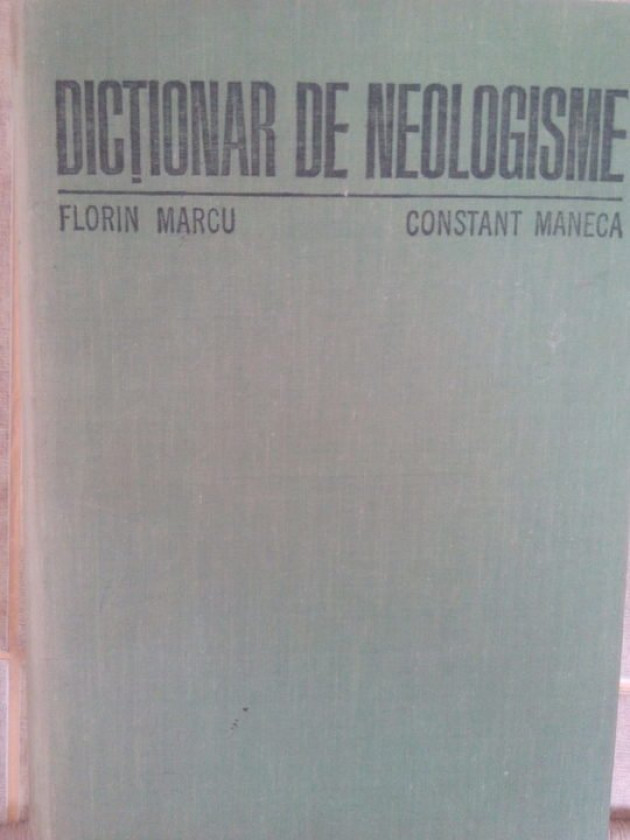 DICȚIONAR DE NEOLOGISME
FLORIN MARCU CONSTANT MANECA